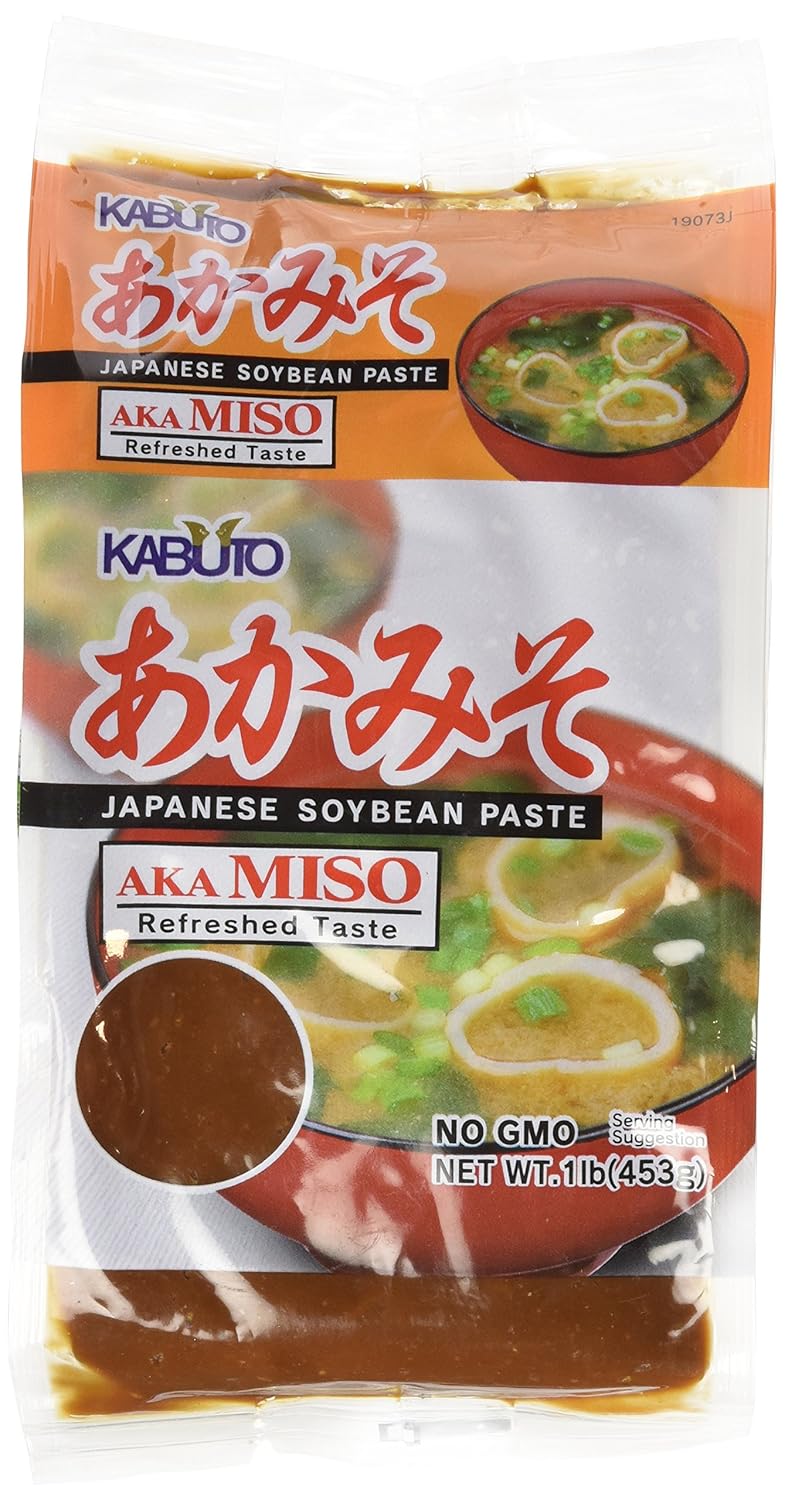 KABUTO
19073J
あかみそ
JAPANESE SOYBEAN PASTE
AKA MISO
Refreshed Taste
KABUTO
あかみそ
JAPANESE SOYBEAN PASTE
AKA MISO
Refreshed Taste
NO GMO
Serving
Suggestion
NET WT.1lb(453g)